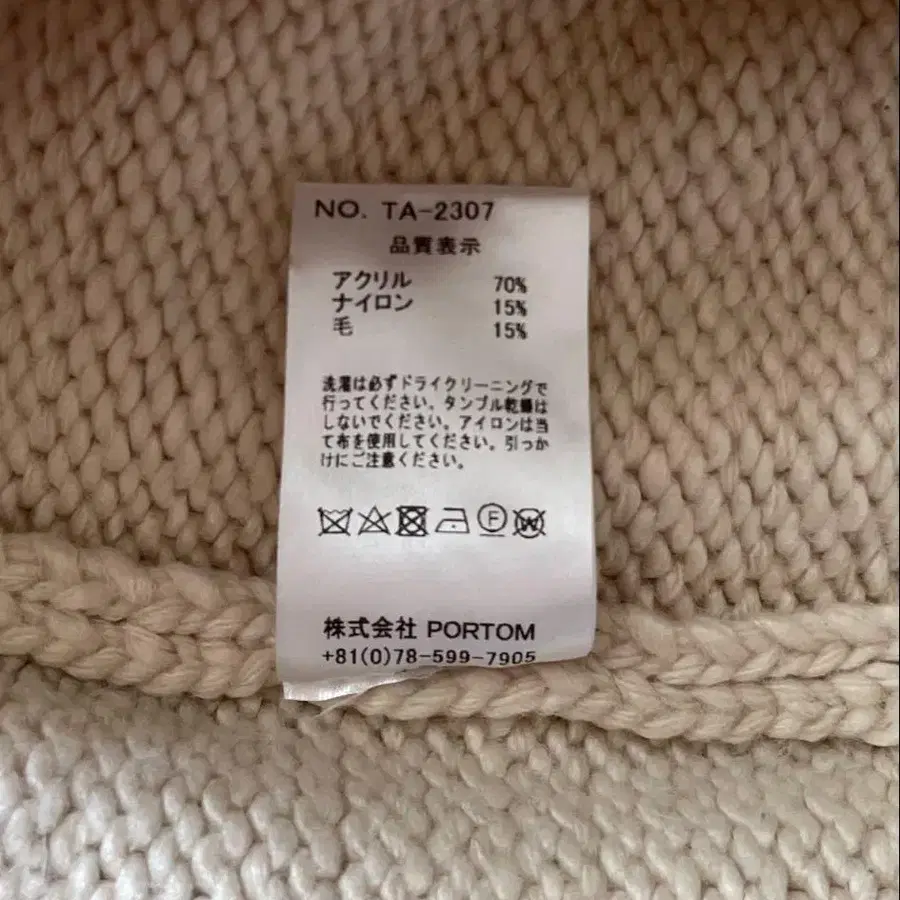 NO. TA-2307
品質表示
アクリル 70%
ナイロン 15%
毛 15%
洗濯は必ずドライクリーニングで
行ってください。タンブル乾燥は
しないでください。アイロンは当
て布を使用してください。引っか
けにご注意ください。
F W
株式会社 PORTOM
+81(0)78-599-7905